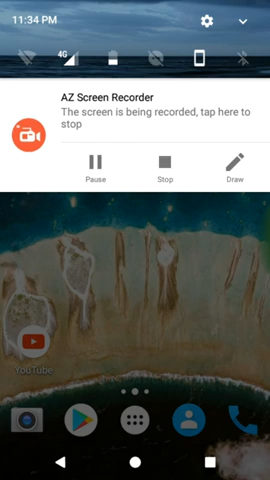 11:34 PM
4G
AZ Screen Recorder
The screen is being recorded, tap here to
stop
Pause
Stop
Draw
YouTube